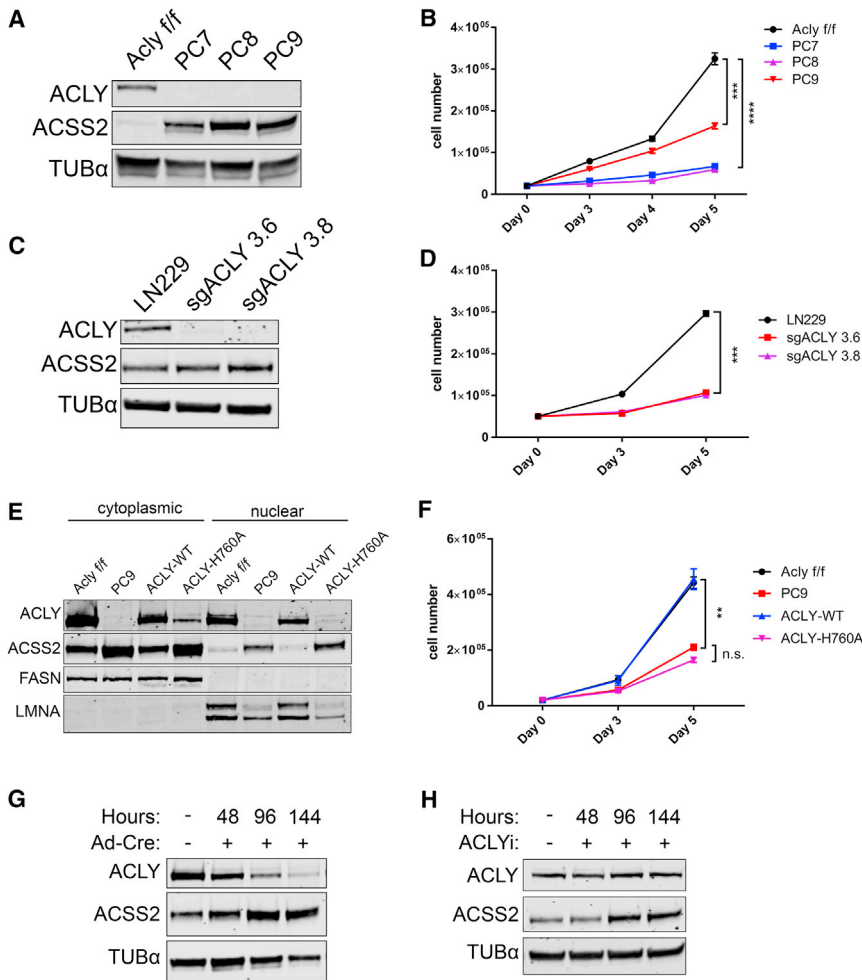 A
Acly f/f PC7 PC8 PC9
ACLY
ACSS2
TUBα
B
Acly f/f
PC7
PC8
PC9
cell number
4×10⁰⁵
3×10⁰⁵
2×10⁰⁵
1×10⁰⁵
0
Day 0 Day 3 Day 4 Day 5
***
****
C
LN229 sgACLY 3.6 sgACLY 3.8
ACLY
ACSS2
TUBα
D
LN229
sgACLY 3.6
sgACLY 3.8
cell number
4×10⁰⁵
3×10⁰⁵
2×10⁰⁵
1×10⁰⁵
0
Day 0 Day 3 Day 5
***
E
cytoplasmic nuclear
Acly f/f PC9 ACLY-WT ACLY-H760A Acly f/f PC9 ACLY-WT ACLY-H760A
ACLY
ACSS2
FASN
LMNA
F
Acly f/f
PC9
ACLY-WT
ACLY-H760A
cell number
6×10⁰⁵
4×10⁰⁵
2×10⁰⁵
0
Day 0 Day 3 Day 5
**
n.s.
G
Hours: - 48 96 144
Ad-Cre: - + + +
ACLY
ACSS2
TUBα
H
Hours: - 48 96 144
ACLYi: - + + +
ACLY
ACSS2
TUBα